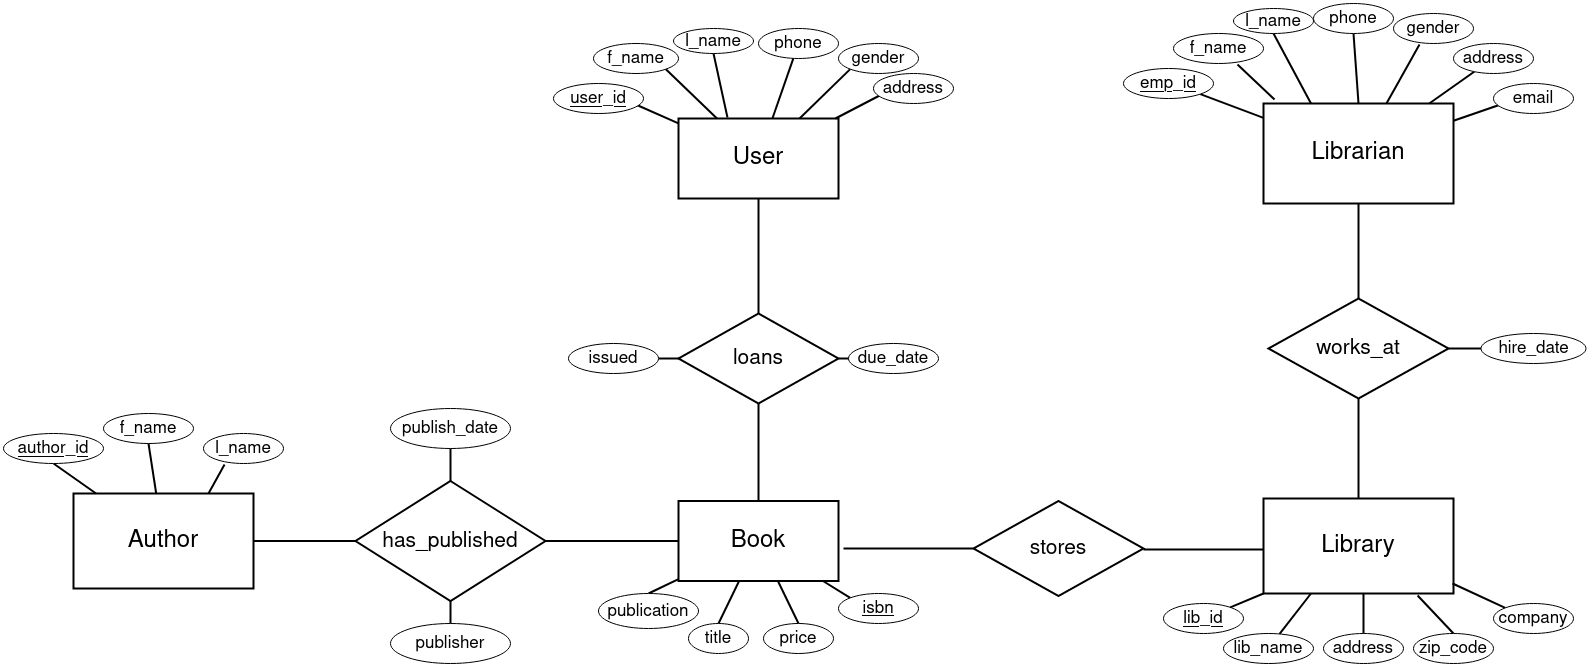 l_name
phone
gender
f_name
address
user_id
User
l_name
phone
gender
f_name
address
emp_id
email
Librarian
issued
loans
due_date
works_at
hire_date
author_id
f_name
l_name
Author
publish_date
has_published
publisher
Book
publication
title
price
isbn
stores
Library
lib_id
lib_name
address
zip_code
company